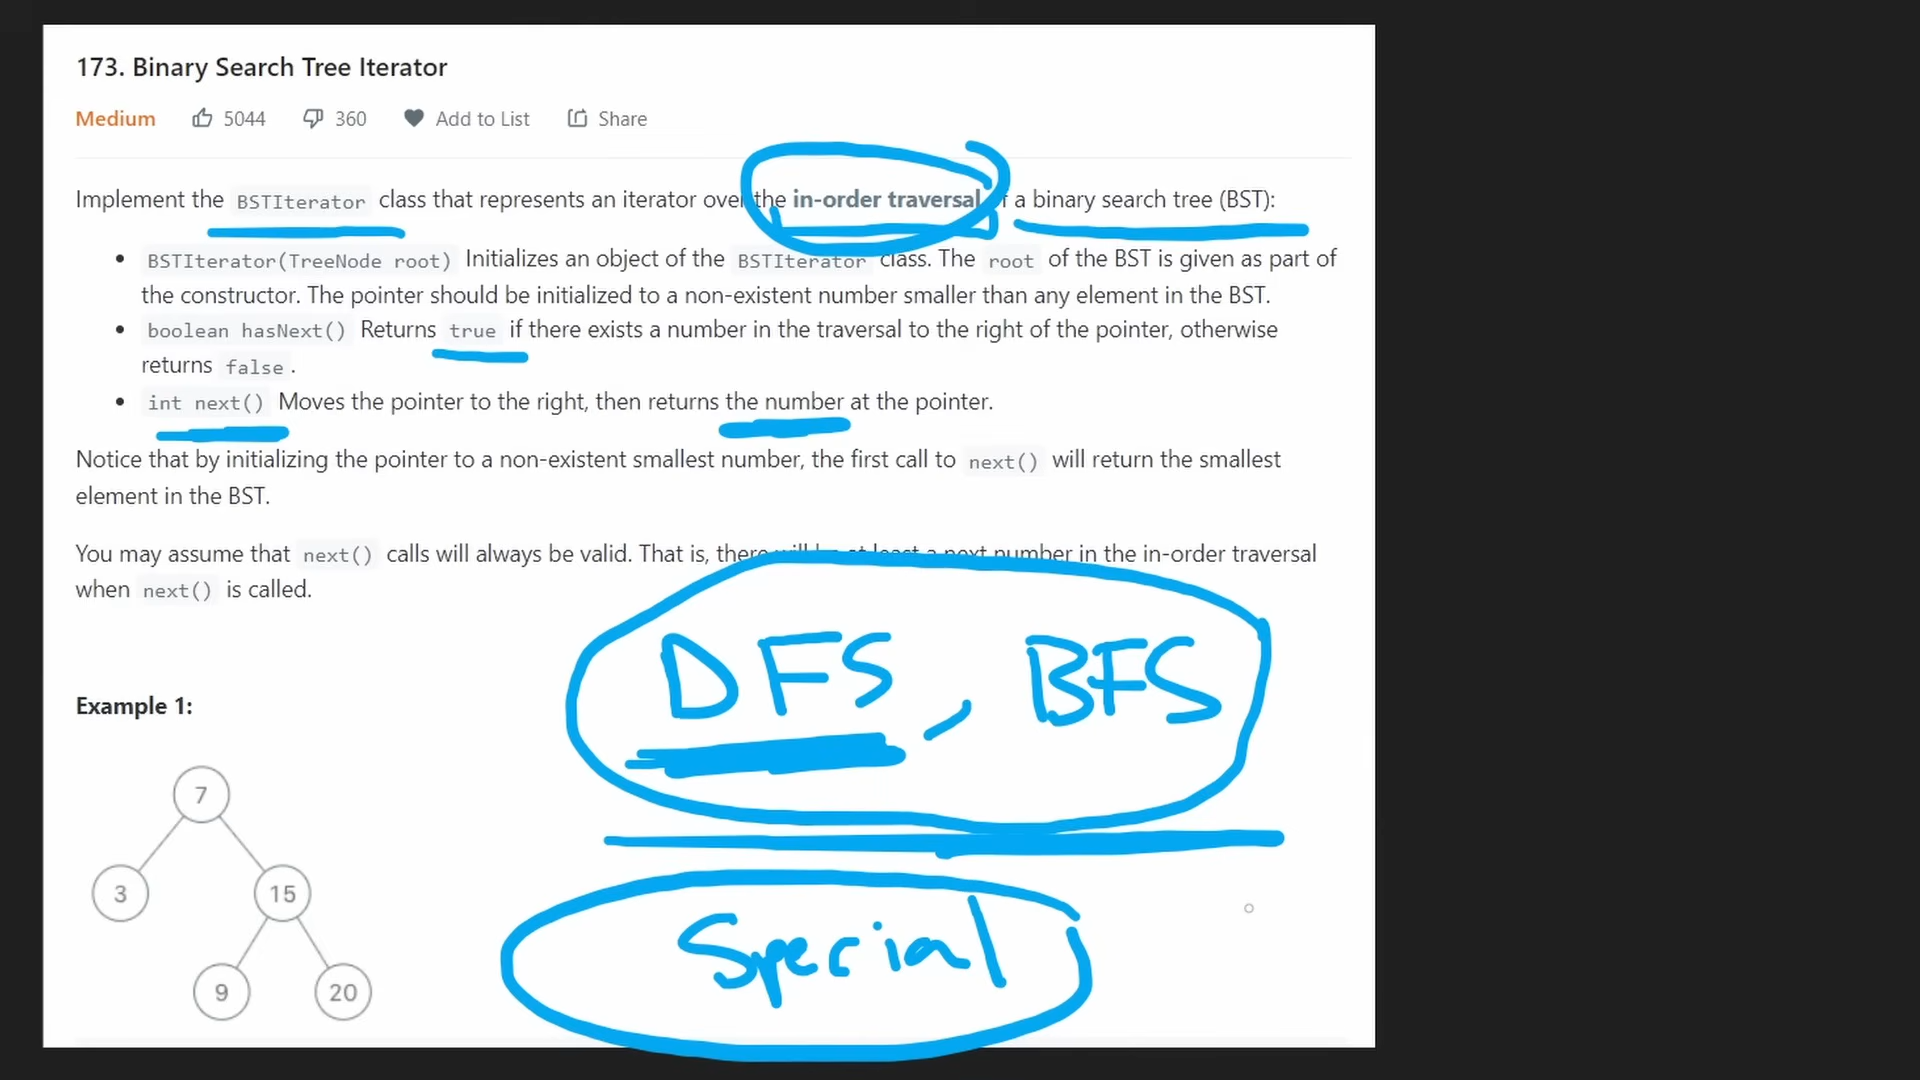 173. Binary Search Tree Iterator
Medium 5044 360 Add to List Share
Implement the BSTIterator class that represents an iterator over the in-order traversal of a binary search tree (BST):
• BSTIterator(TreeNode root) Initializes an object of the BSTIterator class. The root of the BST is given as part of
the constructor. The pointer should be initialized to a non-existent number smaller than any element in the BST.
• boolean hasNext() Returns true if there exists a number in the traversal to the right of the pointer, otherwise
returns false.
• int next() Moves the pointer to the right, then returns the number at the pointer.
Notice that by initializing the pointer to a non-existent smallest number, the first call to next() will return the smallest
element in the BST.
You may assume that next() calls will always be valid. That is, there will be at least a next number in the in-order traversal
when next() is called.
DFS, BFS
Example 1:
7
3 15
Special
9 20